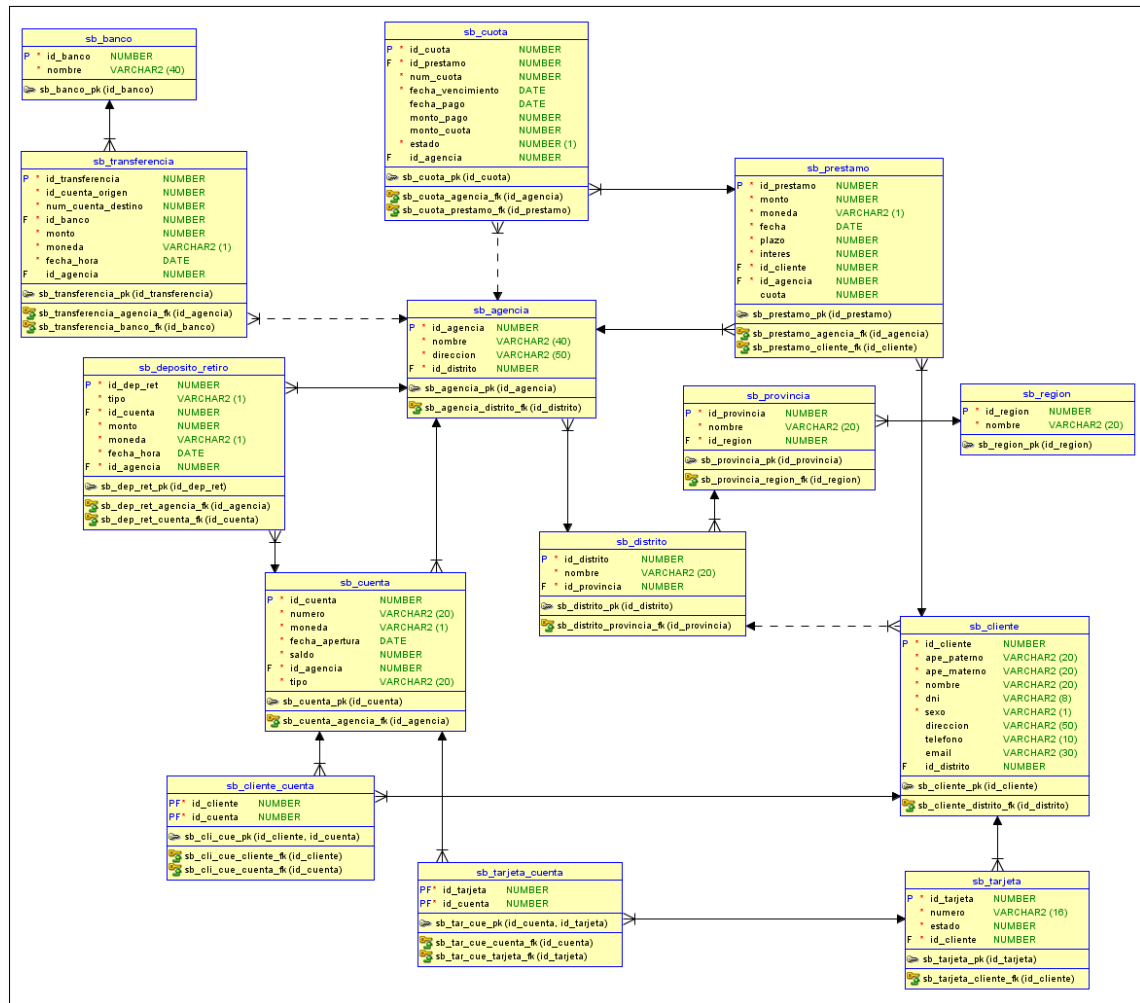 sb_banco
P * id_banco NUMBER
* nombre VARCHAR2 (40)
sb_banco_pk (id_banco)
sb_cuota
P * id_cuota NUMBER
F * id_prestamo NUMBER
* num_cuota NUMBER
* fecha_vencimiento DATE
fecha_pago DATE
monto_pago NUMBER
monto_cuota NUMBER
* estado NUMBER (1)
F id_agencia NUMBER
sb_cuota_pk (id_cuota)
sb_cuota_agencia_fk (id_agencia)
sb_cuota_prestamo_fk (id_prestamo)
sb_transferencia
P * id_transferencia NUMBER
* id_cuenta_origen NUMBER
* num_cuenta_destino NUMBER
F * id_banco NUMBER
* monto NUMBER
* moneda VARCHAR2 (1)
* fecha_hora DATE
F id_agencia NUMBER
sb_transferencia_pk (id_transferencia)
sb_transferencia_agencia_fk (id_agencia)
sb_transferencia_banco_fk (id_banco)
sb_prestamo
P * id_prestamo NUMBER
* monto NUMBER
* moneda VARCHAR2 (1)
* fecha DATE
* plazo NUMBER
* interes NUMBER
F * id_cliente NUMBER
F * id_agencia NUMBER
cuota NUMBER
sb_prestamo_pk (id_prestamo)
sb_prestamo_agencia_fk (id_agencia)
sb_prestamo_cliente_fk (id_cliente)
sb_agencia
P * id_agencia NUMBER
* nombre VARCHAR2 (40)
* direccion VARCHAR2 (50)
F * id_distrito NUMBER
sb_agencia_pk (id_agencia)
sb_agencia_distrito_fk (id_distrito)
sb_deposito_retiro
P * id_dep_ret NUMBER
* tipo VARCHAR2 (1)
F * id_cuenta NUMBER
* monto NUMBER
* moneda VARCHAR2 (1)
* fecha_hora DATE
F * id_agencia NUMBER
sb_dep_ret_pk (id_dep_ret)
sb_dep_ret_agencia_fk (id_agencia)
sb_dep_ret_cuenta_fk (id_cuenta)
sb_provincia
P * id_provincia NUMBER
* nombre VARCHAR2 (20)
F * id_region NUMBER
sb_provincia_pk (id_provincia)
sb_provincia_region_fk (id_region)
sb_region
P * id_region NUMBER
* nombre VARCHAR2 (20)
sb_region_pk (id_region)
sb_distrito
P * id_distrito NUMBER
* nombre VARCHAR2 (20)
F * id_provincia NUMBER
sb_distrito_pk (id_distrito)
sb_distrito_provincia_fk (id_provincia)
sb_cuenta
P * id_cuenta NUMBER
* numero VARCHAR2 (20)
* moneda VARCHAR2 (1)
* fecha_apertura DATE
* saldo NUMBER
F * id_agencia NUMBER
* tipo VARCHAR2 (20)
sb_cuenta_pk (id_cuenta)
sb_cuenta_agencia_fk (id_agencia)
sb_cliente
P * id_cliente NUMBER
* ape_paterno VARCHAR2 (20)
* ape_materno VARCHAR2 (20)
* nombre VARCHAR2 (20)
* dni VARCHAR2 (8)
* sexo VARCHAR2 (1)
direccion VARCHAR2 (50)
telefono VARCHAR2 (10)
email VARCHAR2 (30)
F id_distrito NUMBER
sb_cliente_pk (id_cliente)
sb_cliente_distrito_fk (id_distrito)
sb_cliente_cuenta
PF* id_cliente NUMBER
PF* id_cuenta NUMBER
sb_cli_cue_pk (id_cliente, id_cuenta)
sb_cli_cue_cliente_fk (id_cliente)
sb_cli_cue_cuenta_fk (id_cuenta)
sb_tarjeta_cuenta
PF* id_tarjeta NUMBER
PF* id_cuenta NUMBER
sb_tar_cue_pk (id_cuenta, id_tarjeta)
sb_tar_cue_cuenta_fk (id_cuenta)
sb_tar_cue_tarjeta_fk (id_tarjeta)
sb_tarjeta
P * id_tarjeta NUMBER
* numero VARCHAR2 (16)
* estado NUMBER
F * id_cliente NUMBER
sb_tarjeta_pk (id_tarjeta)
sb_tarjeta_cliente_fk (id_cliente)